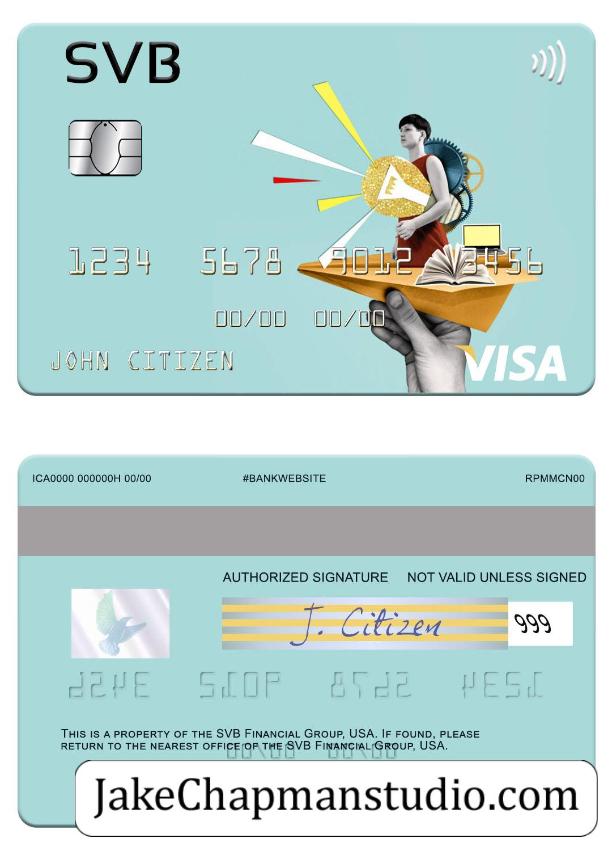 SVB
1234 5678 9012 3456
00/00 00/00
JOHN CITIZEN
VISA
ICA0000 000000H 00/00
#BANKWEBSITE
RPMMCN00
AUTHORIZED SIGNATURE NOT VALID UNLESS SIGNED
J. Citizen
999
THIS IS A PROPERTY OF THE SVB FINANCIAL GROUP, USA. IF FOUND, PLEASE
RETURN TO THE NEAREST OFFICE OF THE SVB FINANCIAL GROUP, USA.
JakeChapmanstudio.com